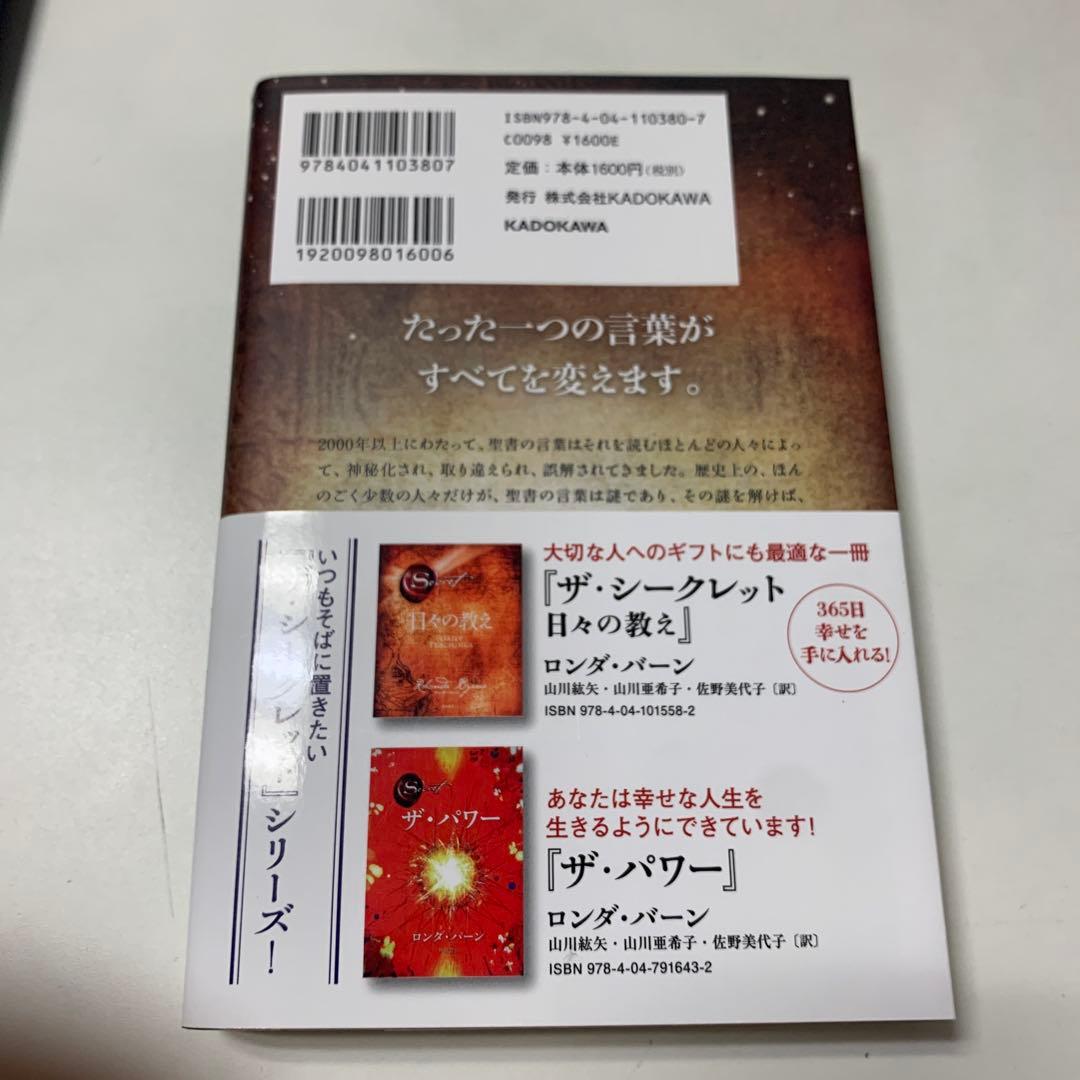 ISBN978-4-04-110380-7
C0098 ¥1600E
定価：本体1600円(税別)
発行 株式会社KADOKAWA
KADOKAWA
9784041103807
1920098016006
たった一つの言葉が
すべてを変えます。
2000年以上にわたって、聖書の言葉はそれを読むほとんどの人々によっ
て、神秘化され、取り違えられ、誤解されてきました。歴史上の、ほん
のごく少数の人々だけが、聖書の言葉は謎であり、その謎を解けば、
いつもそばに置きたい
『ザ・シークレット』シリーズ！
Secret
日々の教え
DAILY
TEACHINGS
大切な人へのギフトにも最適な一冊
『ザ・シークレット
日々の教え』
ロンダ・バーン
山川紘矢・山川亜希子・佐野美代子〔訳〕
ISBN 978-4-04-101558-2
365日
幸せを
手に入れる！
Secret
ザ・パワー
ロンダ・バーン
あなたは幸せな人生を
生きるようにできています！
『ザ・パワー』
ロンダ・バーン
山川紘矢・山川亜希子・佐野美代子〔訳〕
ISBN 978-4-04-791643-2